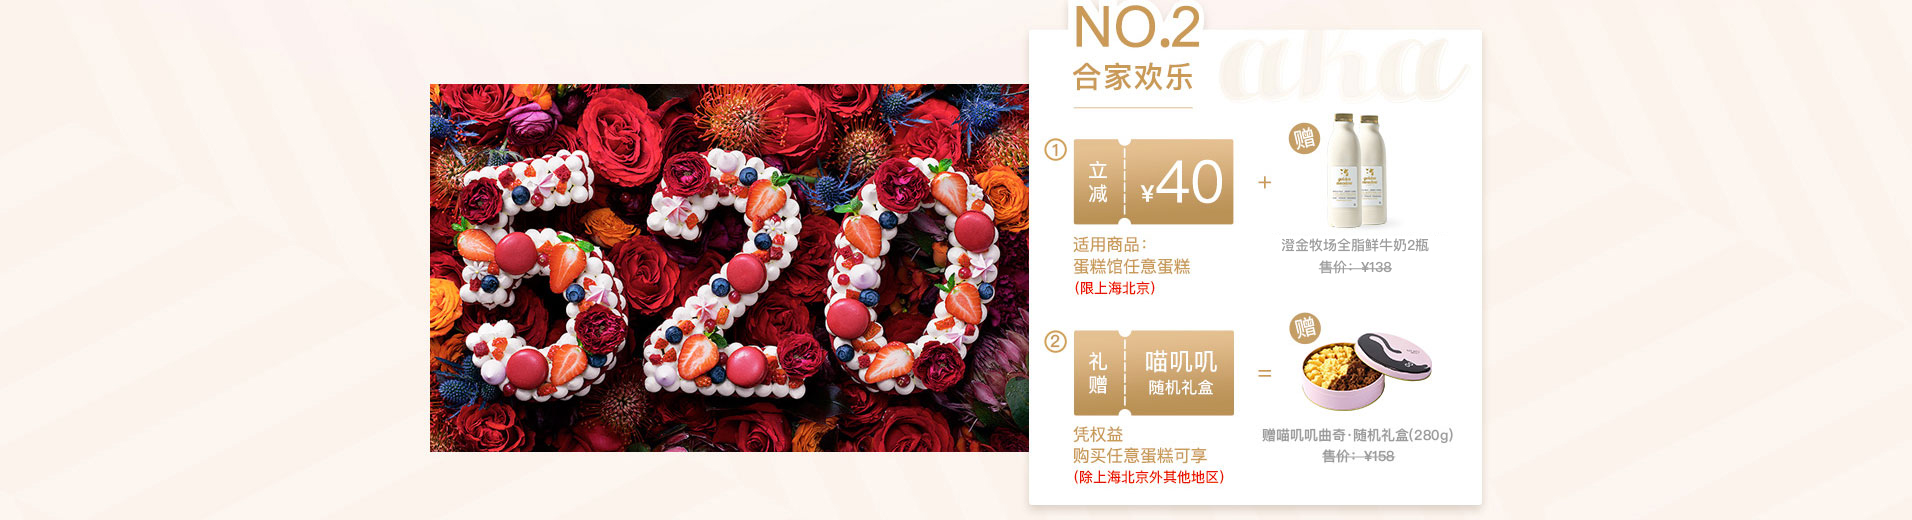 520
NO.2
aka
合家欢乐
①
立减
¥40
+
赠
适用商品：
蛋糕馆任意蛋糕
(限上海北京)
澄金牧场全脂鲜牛奶2瓶
售价：¥138
②
礼赠
喵叽叽
随机礼盒
=
赠
凭权益
购买任意蛋糕可享
(除上海北京外其他地区)
赠喵叽叽曲奇·随机礼盒(280g)
售价：¥158